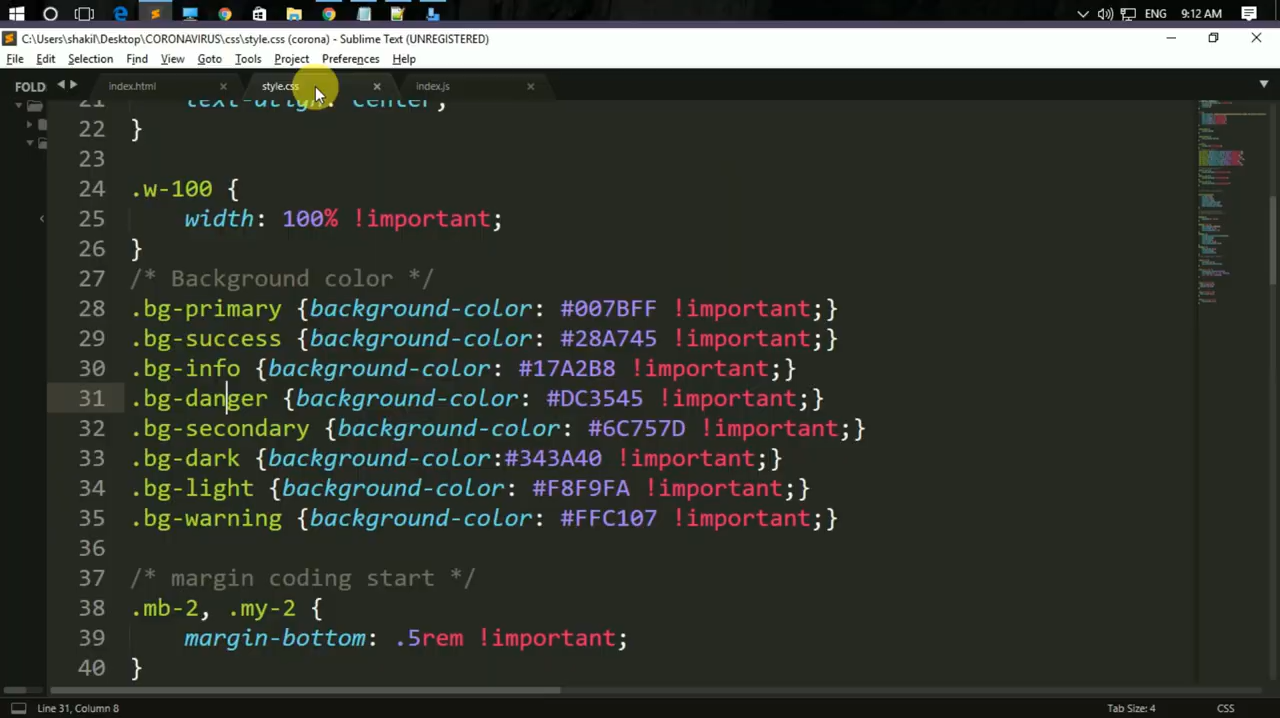 ENG 9:12 AM
C:\Users\shakil\Desktop\CORONAVIRUS\css\style.css (corona) - Sublime Text (UNREGISTERED)
File Edit Selection Find View Goto Tools Project Preferences Help
FOLD index.html style.css index.js
21 text-align: center;
22 }
23
24 .w-100 {
25 width: 100% !important;
26 }
27 /* Background color */
28 .bg-primary {background-color: #007BFF !important;}
29 .bg-success {background-color: #28A745 !important;}
30 .bg-info {background-color: #17A2B8 !important;}
31 .bg-danger {background-color: #DC3545 !important;}
32 .bg-secondary {background-color: #6C757D !important;}
33 .bg-dark {background-color:#343A40 !important;}
34 .bg-light {background-color: #F8F9FA !important;}
35 .bg-warning {background-color: #FFC107 !important;}
36
37 /* margin coding start */
38 .mb-2, .my-2 {
39 margin-bottom: .5rem !important;
40 }
Line 31, Column 8 Tab Size: 4 CSS